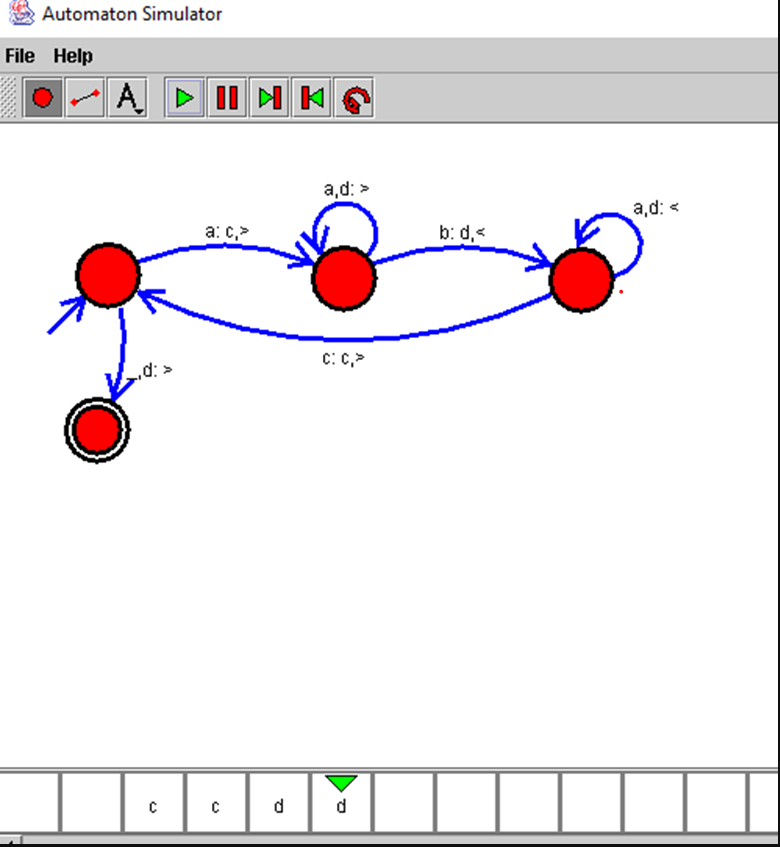 Automaton Simulator
File Help
A
a,d: >
a,d: <
a: c,>
b: d,<
c: c,>
_,d: >
c c d d